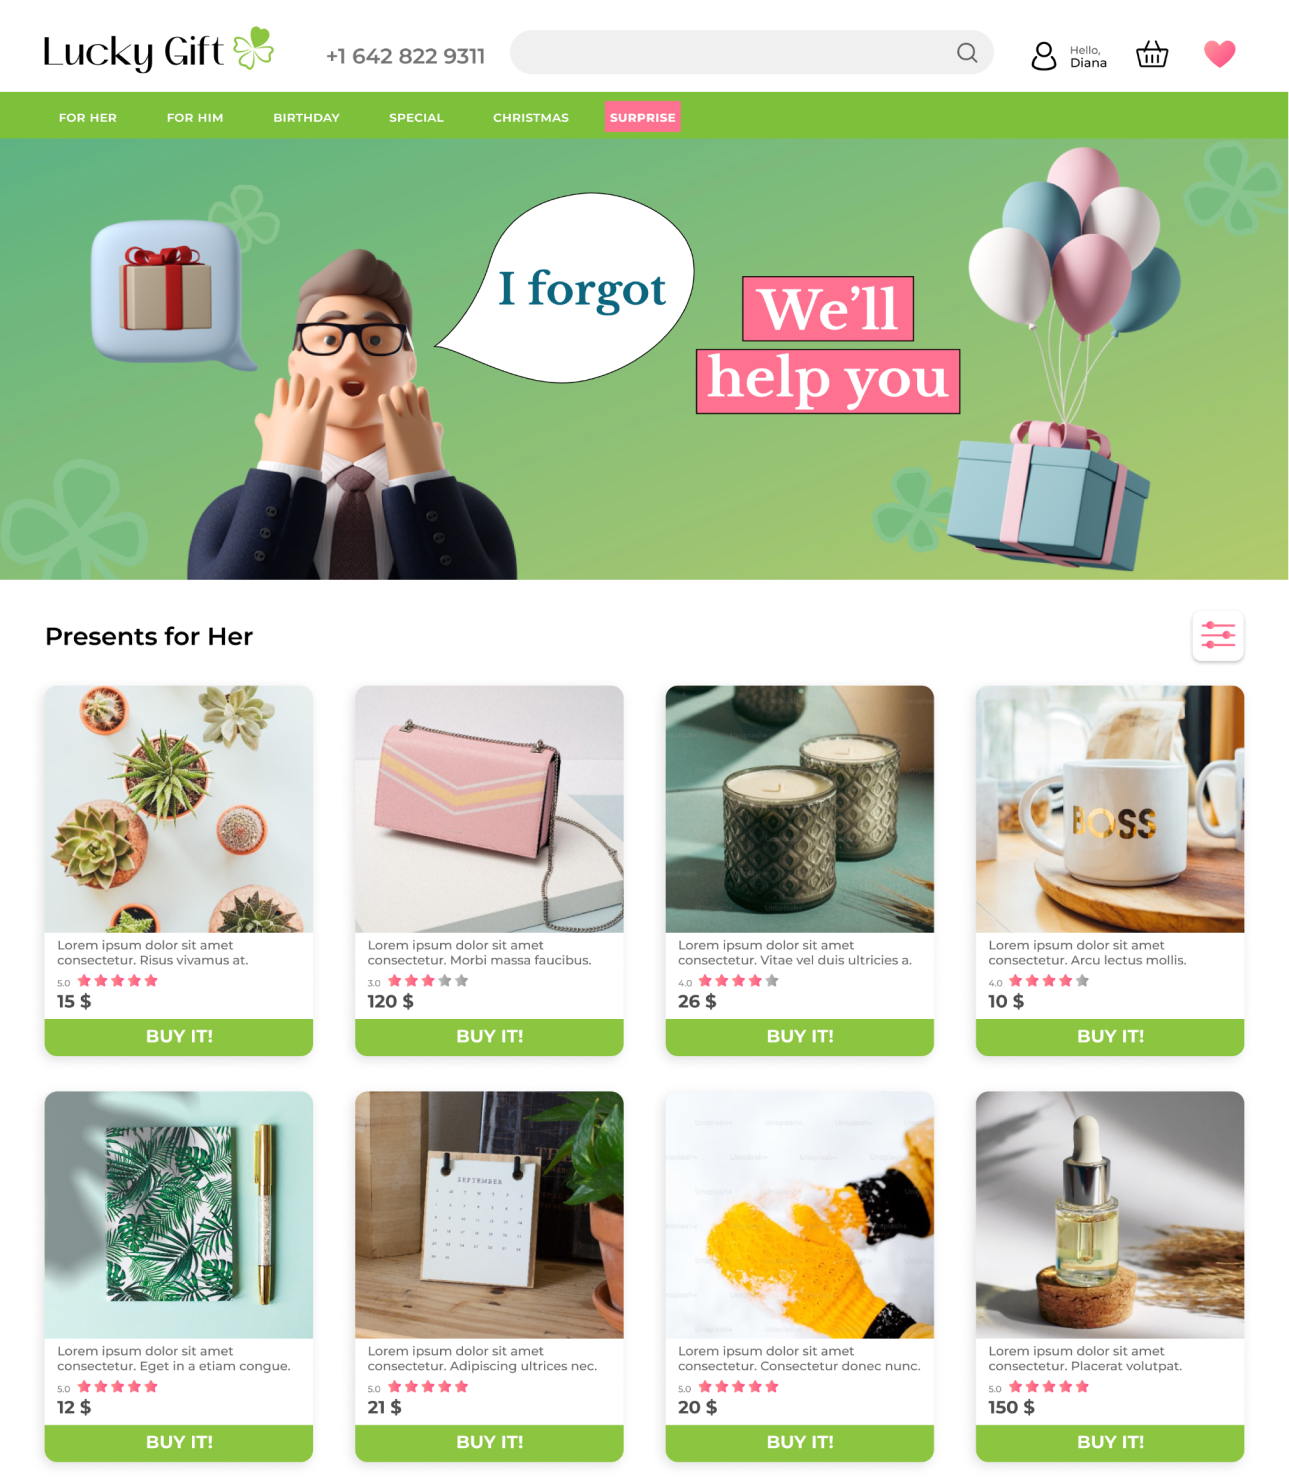 Lucky Gift
+1 642 822 9311
Hello,
Diana
FOR HER
FOR HIM
BIRTHDAY
SPECIAL
CHRISTMAS
SURPRISE
I forgot
We'll
help you
Presents for Her
BOSS
Lorem ipsum dolor sit amet
consectetur. Risus vivamus at.
5.0
15 $
BUY IT!
Lorem ipsum dolor sit amet
consectetur. Morbi massa faucibus.
3.0
120 $
BUY IT!
Lorem ipsum dolor sit amet
consectetur. Vitae vel duis ultricies a.
4.0
26 $
BUY IT!
Lorem ipsum dolor sit amet
consectetur. Arcu lectus mollis.
4.0
10 $
BUY IT!
SEPTEMBER
Lorem ipsum dolor sit amet
consectetur. Eget in a etiam congue.
5.0
12 $
BUY IT!
Lorem ipsum dolor sit amet
consectetur. Adipiscing ultrices nec.
5.0
21 $
BUY IT!
Lorem ipsum dolor sit amet
consectetur. Consectetur donec nunc.
5.0
20 $
BUY IT!
Lorem ipsum dolor sit amet
consectetur. Placerat volutpat.
5.0
150 $
BUY IT!